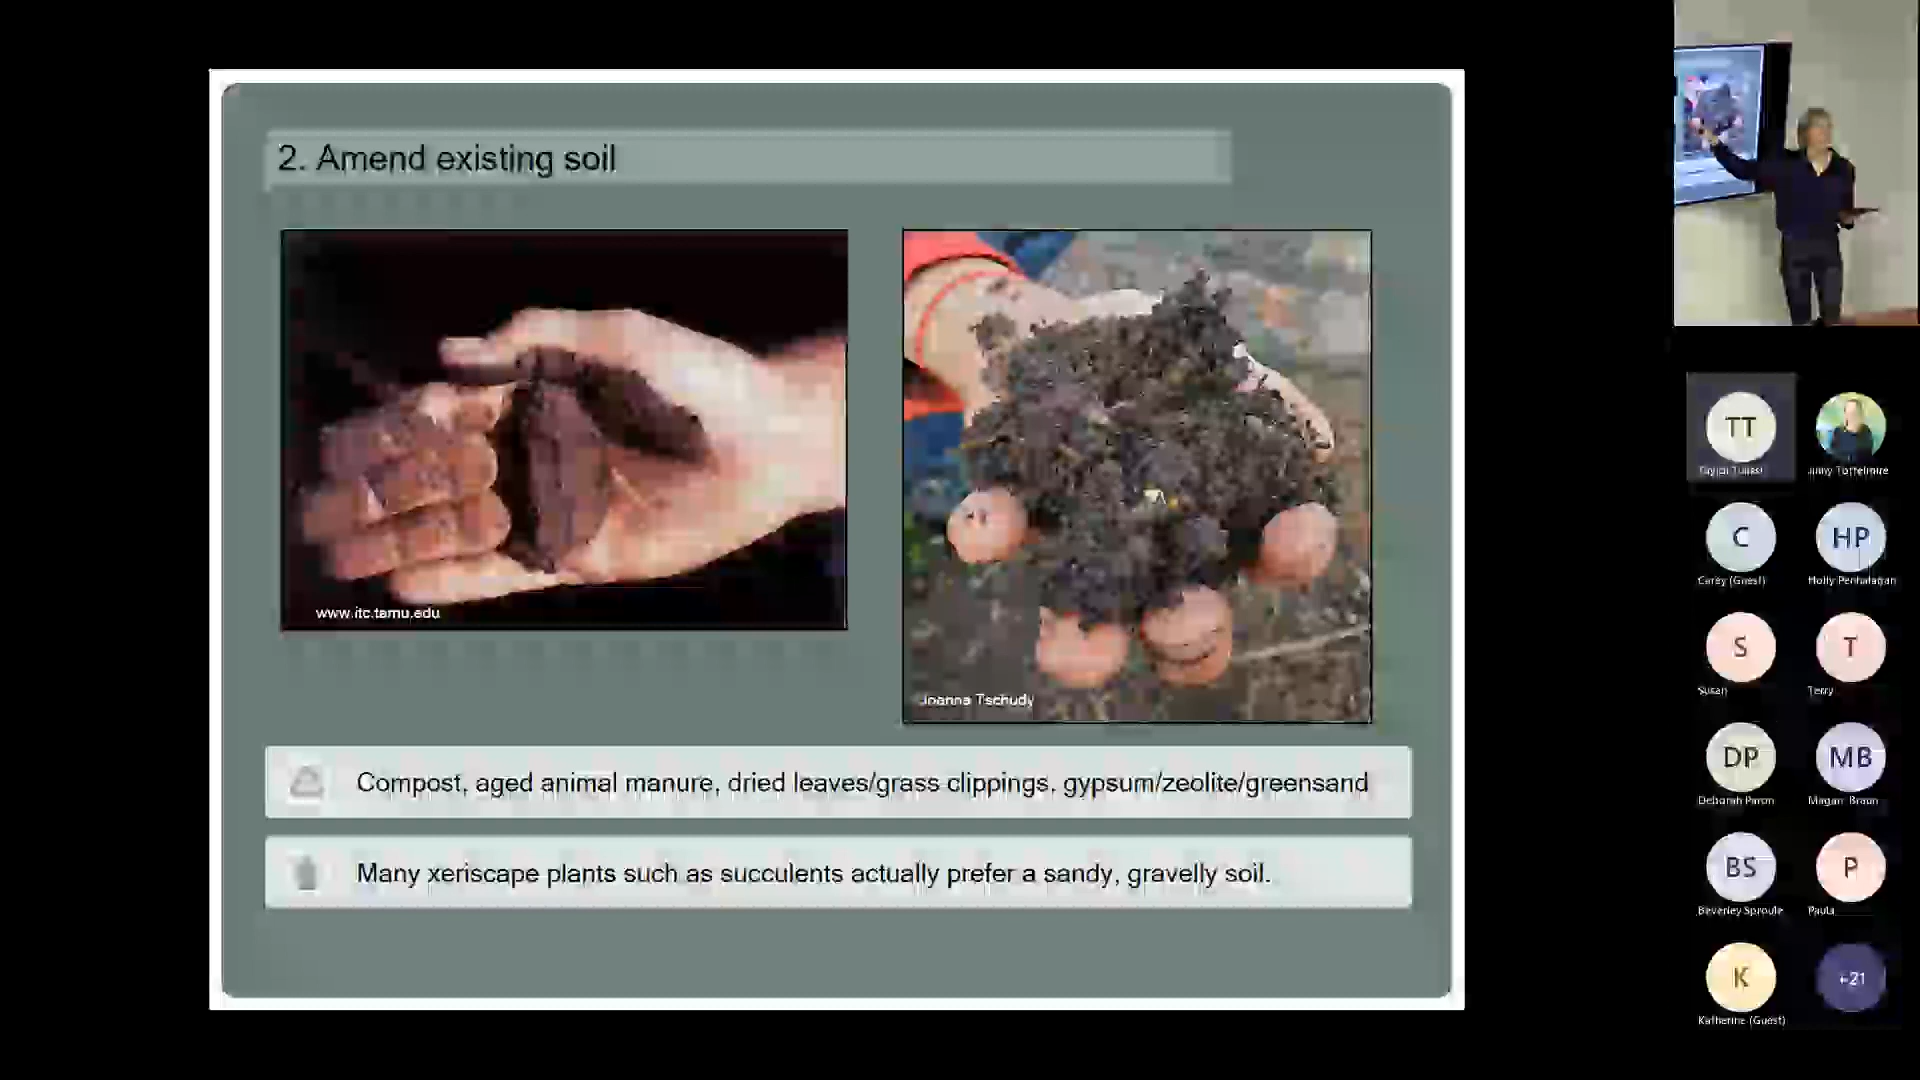 2. Amend existing soil
www.itc.tamu.edu
Joanna Tschudy
Compost, aged animal manure, dried leaves/grass clippings, gypsum/zeolite/greensand
Many xeriscape plants such as succulents actually prefer a sandy, gravelly soil.
TT
C
HP
Carey (Guest)
Holly Penhalagan
S
T
Susan
Terry
DP
MB
Deborah
Braun
BS
P
Beverley Sproule
Paula
K
+21
Katherine (Guest)